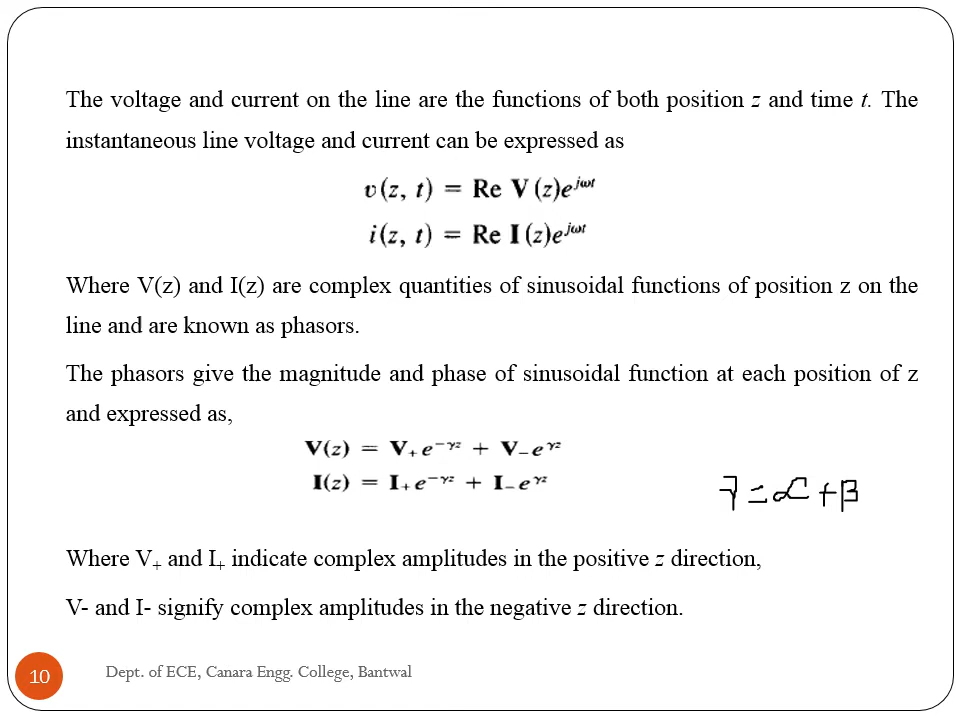 The voltage and current on the line are the functions of both position z and time t. The
instantaneous line voltage and current can be expressed as
v(z, t) = Re V(z)e^{jωt}
i(z, t) = Re I(z)e^{jωt}
Where V(z) and I(z) are complex quantities of sinusoidal functions of position z on the
line and are known as phasors.
The phasors give the magnitude and phase of sinusoidal function at each position of z
and expressed as,
V(z) = V₊e^{−γz} + V₋e^{γz}
I(z) = I₊e^{−γz} + I₋e^{γz}
γ = α + β
Where V₊ and I₊ indicate complex amplitudes in the positive z direction,
V- and I- signify complex amplitudes in the negative z direction.
10
Dept. of ECE, Canara Engg. College, Bantwal